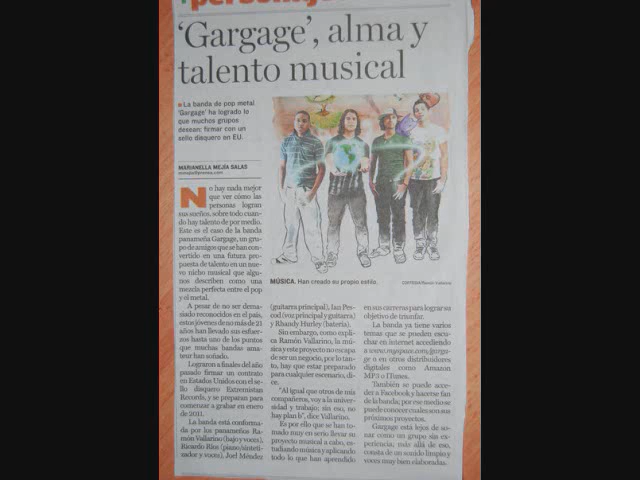 'Gargage', alma y
talento musical
La banda de pop metal
'Gargage' ha logrado lo
que muchos grupos
desean: firmar con un
sello disquero en EU.
MARIANELLA MEJÍA SALAS
No hay nada mejor
que ver cómo las
personas logran
sus sueños, sobre todo cuan-
do hay talento de por medio.
Este es el caso de la banda
panameña Gargage, un gru-
po de amigos que se han con-
vertido en una futura propu-
esta de talento en un
nuevo nicho musical que algu-
nos describen como una
mezcla perfecta entre el pop y
el metal.
A pesar de no ser dema-
siado reconocidos en el país,
estos jóvenes de no más de 21
años han llevado sus esfuer-
zos hasta uno de los puntos
que muchas bandas ama-
teur han soñado.
Lograron a finales del año
pasado firmar un contrato
en Estados Unidos con el se-
llo disquero Extremistas
Records, y se preparan para
comenzar a grabar en enero
de 2011.
La banda está conforma-
da por los panameños Ra-
món Vallarino (bajo y voces),
Ricardo Ríos (piano/sinteti-
zador y voces), Juel Méndez
MÚSICA. Han creado su propio estilo.
(guitarra principal), Ian Pes-
cod (voz principal y guitarra)
y Rhandy Hurley (batería).
Sin embargo, como explica
Ramón Vallarino, la músi-
ca y este proyecto no escapa de
ser un negocio, por lo tan-
to, hay que estar preparado
para cualquier escenario, di-
ce.
"Al igual que otros de mis
compañeros, voy a la univer-
sidad y trabajo; sin eso, no
hay plan b", dice Vallarino.
Es por ello que se han to-
mado muy en serio llevar su
proyecto musical a cabo, es-
tudiando música y aplicando
todo lo que han aprendido
en sus carreras para lograr su
objetivo de triunfar.
La banda ya tiene varios
temas que se pueden escu-
char en internet accediendo
a www.myspace.com/garga-
ge o en otros distribuidores
digitales como Amazon
MP3 o iTunes.
También se puede acce-
der a Facebook y hacerse fan
de la banda; por ese medio se
puede conocer cuales son sus
próximos proyectos.
Gargage está lejos de so-
nar como un grupo sin ex-
periencia, más allá de eso,
consta de un sonido limpio y
voces muy bien elaboradas.